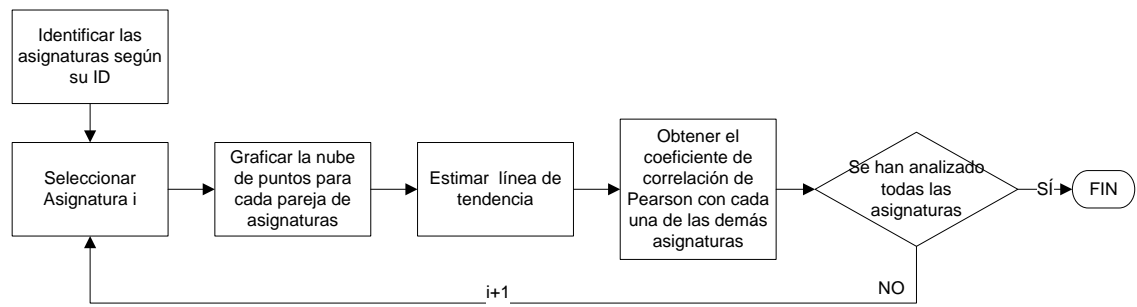 Identificar las
asignaturas según
su ID
Seleccionar
Asignatura i
Graficar la nube
de puntos para
cada pareja de
asignaturas
Estimar línea de
tendencia
Obtener el
coeficiente de
correlación de
Pearson con cada
una de las demás
asignaturas
Se han analizado
todas las
asignaturas
SÍ
FIN
NO
i+1